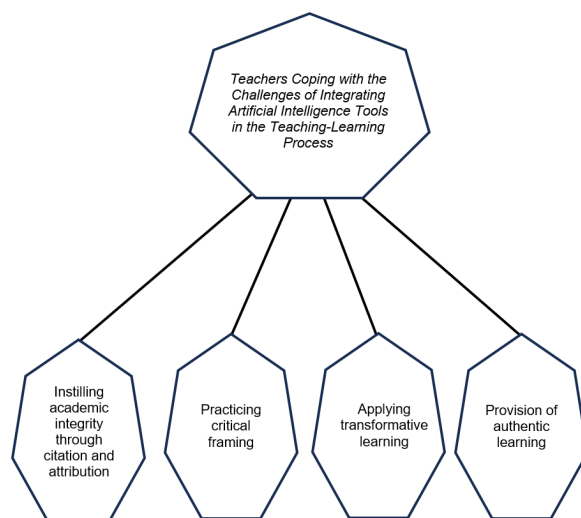 Teachers Coping with the
Challenges of Integrating
Artificial Intelligence Tools
in the Teaching-Learning
Process
Instilling
academic
integrity
through
citation and
attribution
Practicing
critical
framing
Applying
transformative
learning
Provision of
authentic
learning